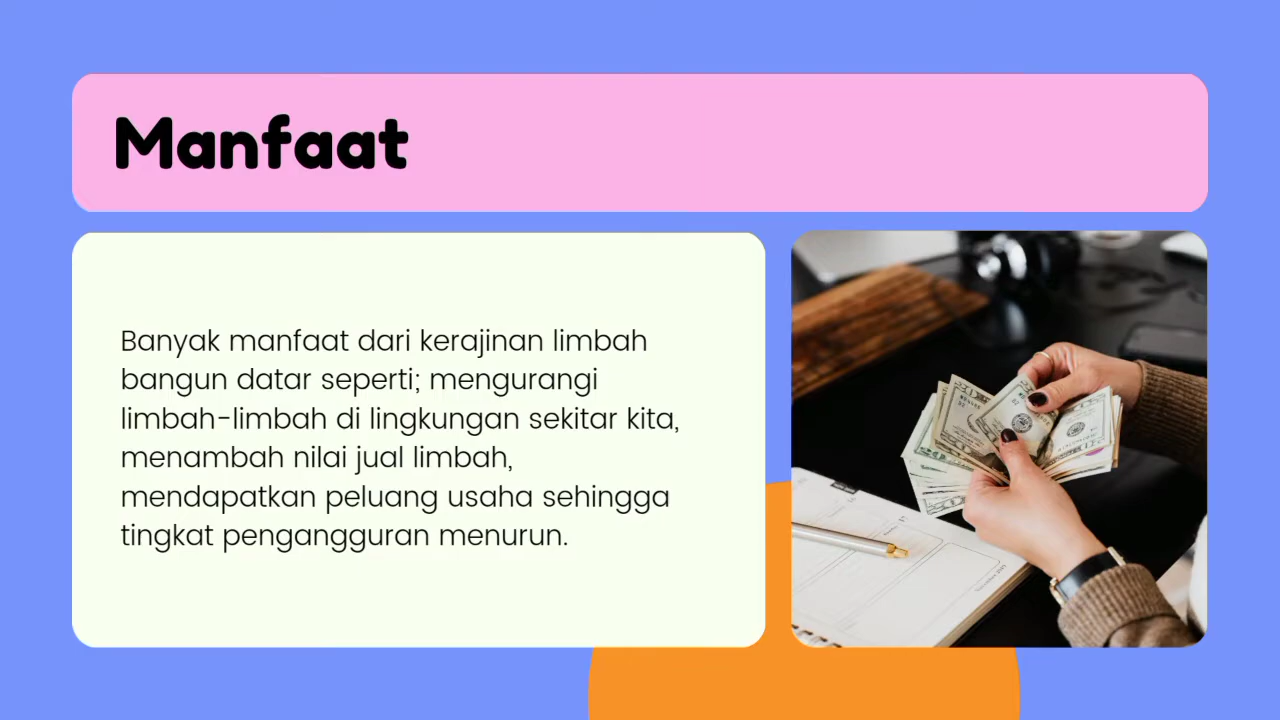 Manfaat
Banyak manfaat dari kerajinan limbah
bangun datar seperti; mengurangi
limbah-limbah di lingkungan sekitar kita,
menambah nilai jual limbah,
mendapatkan peluang usaha sehingga
tingkat pengangguran menurun.